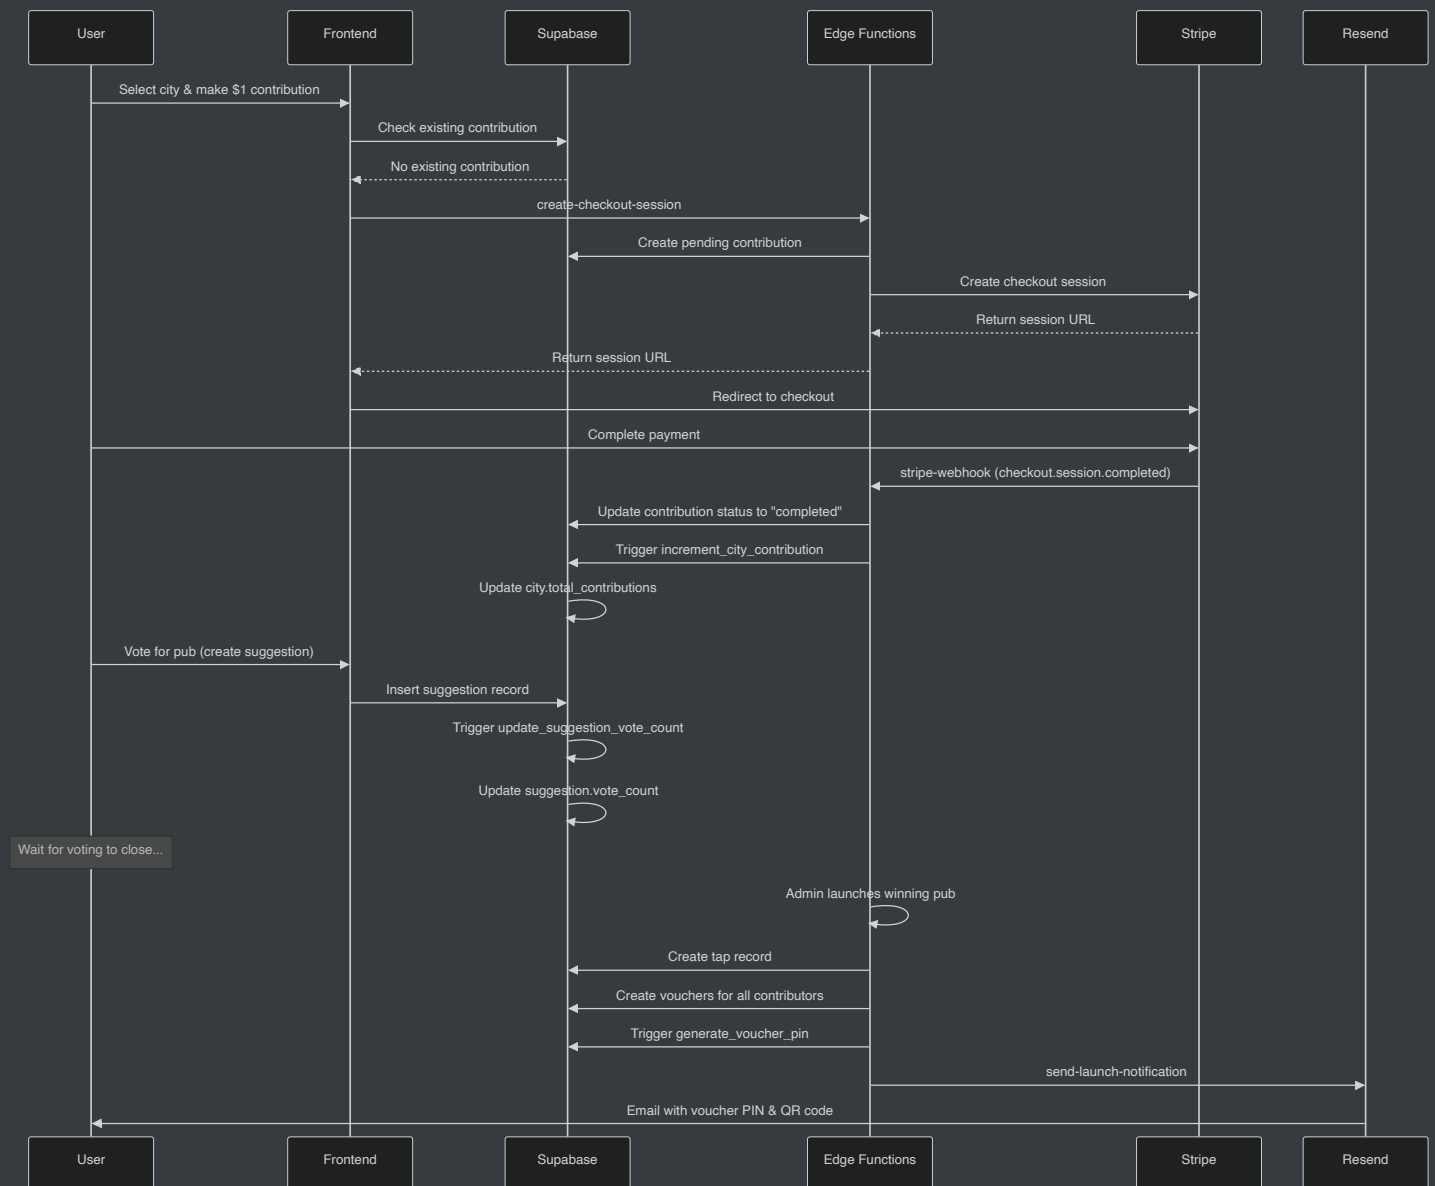 User
Frontend
Supabase
Edge Functions
Stripe
Resend
Select city & make $1 contribution
Check existing contribution
No existing contribution
create-checkout-session
Create pending contribution
Create checkout session
Return session URL
Return session URL
Redirect to checkout
Complete payment
stripe-webhook (checkout.session.completed)
Update contribution status to "completed"
Trigger increment_city_contribution
Update city.total_contributions
Vote for pub (create suggestion)
Insert suggestion record
Trigger update_suggestion_vote_count
Update suggestion.vote_count
Wait for voting to close...
Admin launches winning pub
Create tap record
Create vouchers for all contributors
Trigger generate_voucher_pin
send-launch-notification
Email with voucher PIN & QR code
User
Frontend
Supabase
Edge Functions
Stripe
Resend